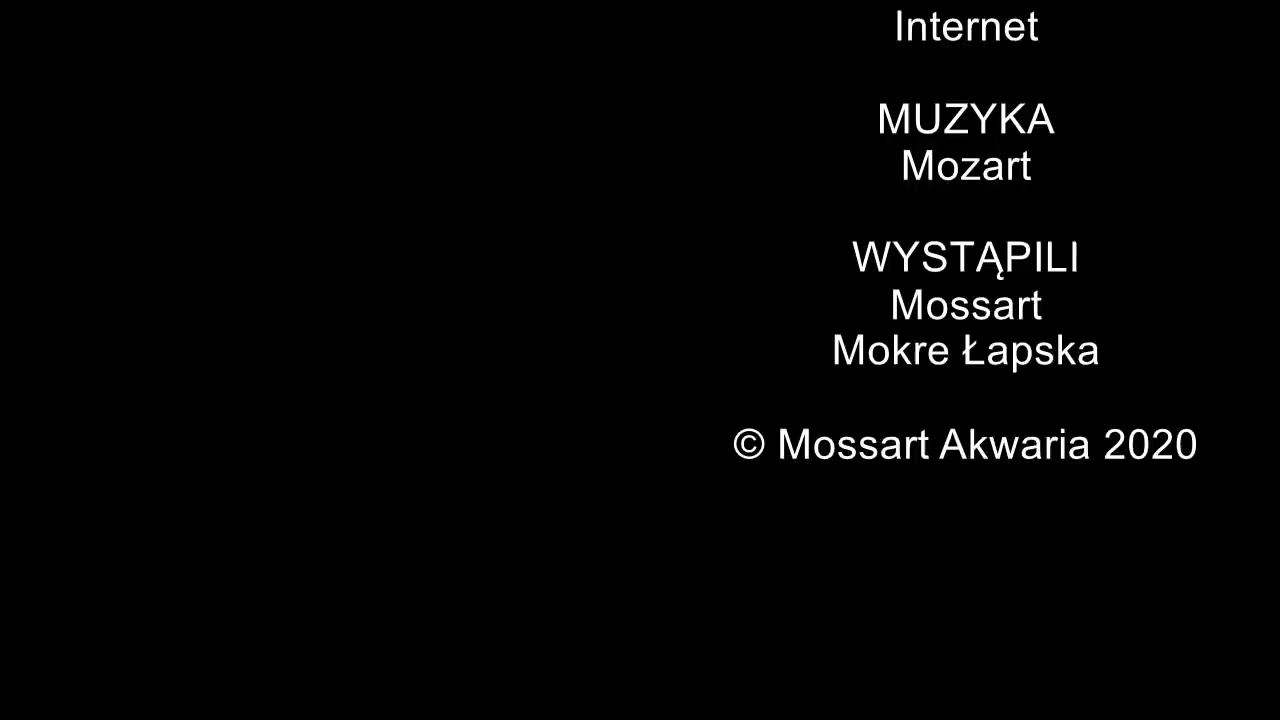 Internet
MUZYKA
Mozart
WYSTĄPILI
Mossart
Mokre Łapska
© Mossart Akwaria 2020